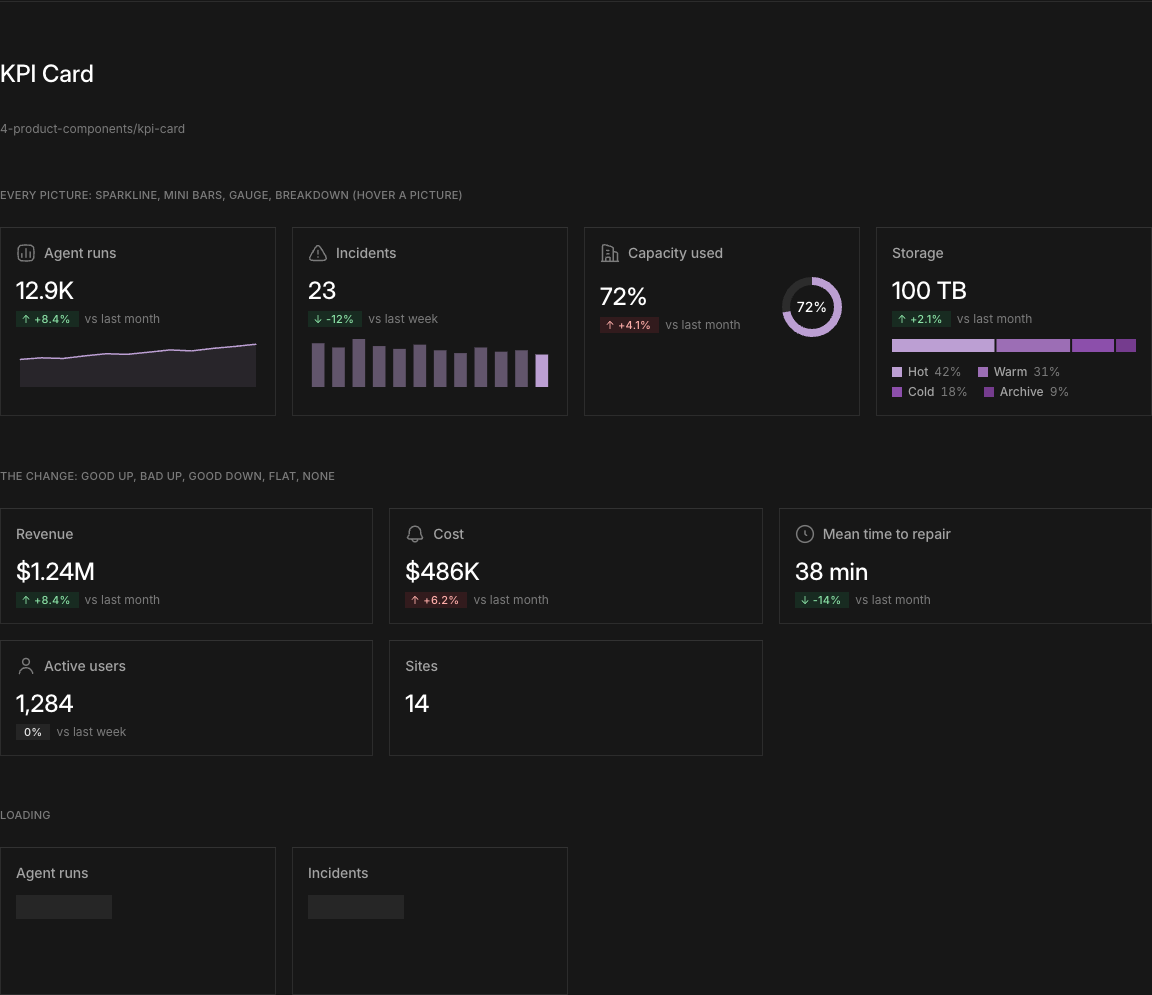 KPI Card
4-product-components/kpi-card
EVERY PICTURE: SPARKLINE, MINI BARS, GAUGE, BREAKDOWN (HOVER A PICTURE)
Agent runs
12.9K
↑ +8.4% vs last month
Incidents
23
↓ -12% vs last week
Capacity used
72%
↑ +4.1% vs last month
72%
Storage
100 TB
↑ +2.1% vs last month
Hot 42% Warm 31%
Cold 18% Archive 9%
THE CHANGE: GOOD UP, BAD UP, GOOD DOWN, FLAT, NONE
Revenue
$1.24M
↑ +8.4% vs last month
Cost
$486K
↑ +6.2% vs last month
Mean time to repair
38 min
↓ -14% vs last month
Active users
1,284
0% vs last week
Sites
14
LOADING
Agent runs
Incidents